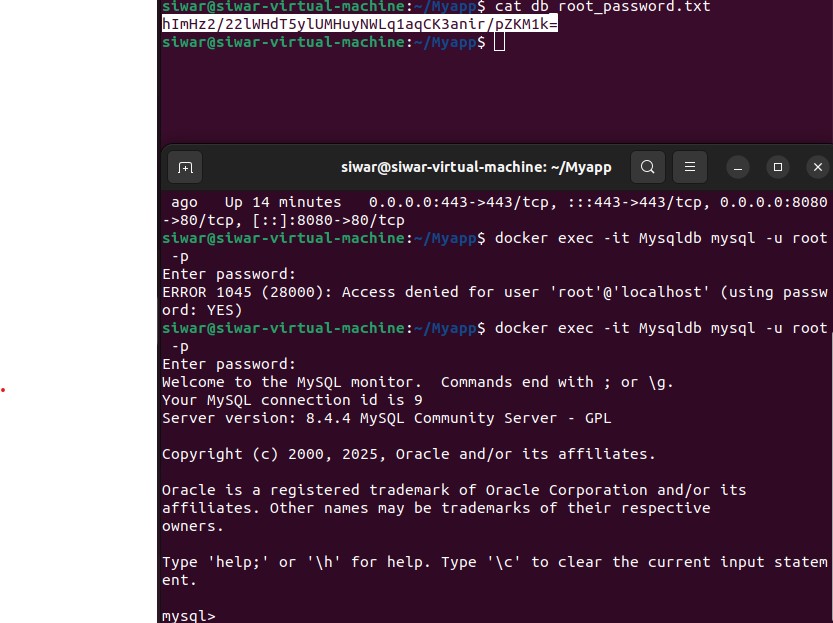 siwar@siwar-virtual-machine:~/Myapp$ cat db_root_password.txt
hImHz2/22lWHdT5ylUMHuyNWLq1aqCK3anir/pZKM1k=
siwar@siwar-virtual-machine:~/Myapp$
siwar@siwar-virtual-machine: ~/Myapp
ago   Up 14 minutes   0.0.0.0:443->443/tcp, :::443->443/tcp, 0.0.0.0:8080
->80/tcp, [::]:8080->80/tcp
siwar@siwar-virtual-machine:~/Myapp$ docker exec -it Mysqldb mysql -u root
-p
Enter password:
ERROR 1045 (28000): Access denied for user 'root'@'localhost' (using passw
ord: YES)
siwar@siwar-virtual-machine:~/Myapp$ docker exec -it Mysqldb mysql -u root
-p
Enter password:
Welcome to the MySQL monitor.  Commands end with ; or \g.
Your MySQL connection id is 9
Server version: 8.4.4 MySQL Community Server - GPL
Copyright (c) 2000, 2025, Oracle and/or its affiliates.
Oracle is a registered trademark of Oracle Corporation and/or its
affiliates. Other names may be trademarks of their respective
owners.
Type 'help;' or '\h' for help. Type '\c' to clear the current input statem
ent.
mysql>